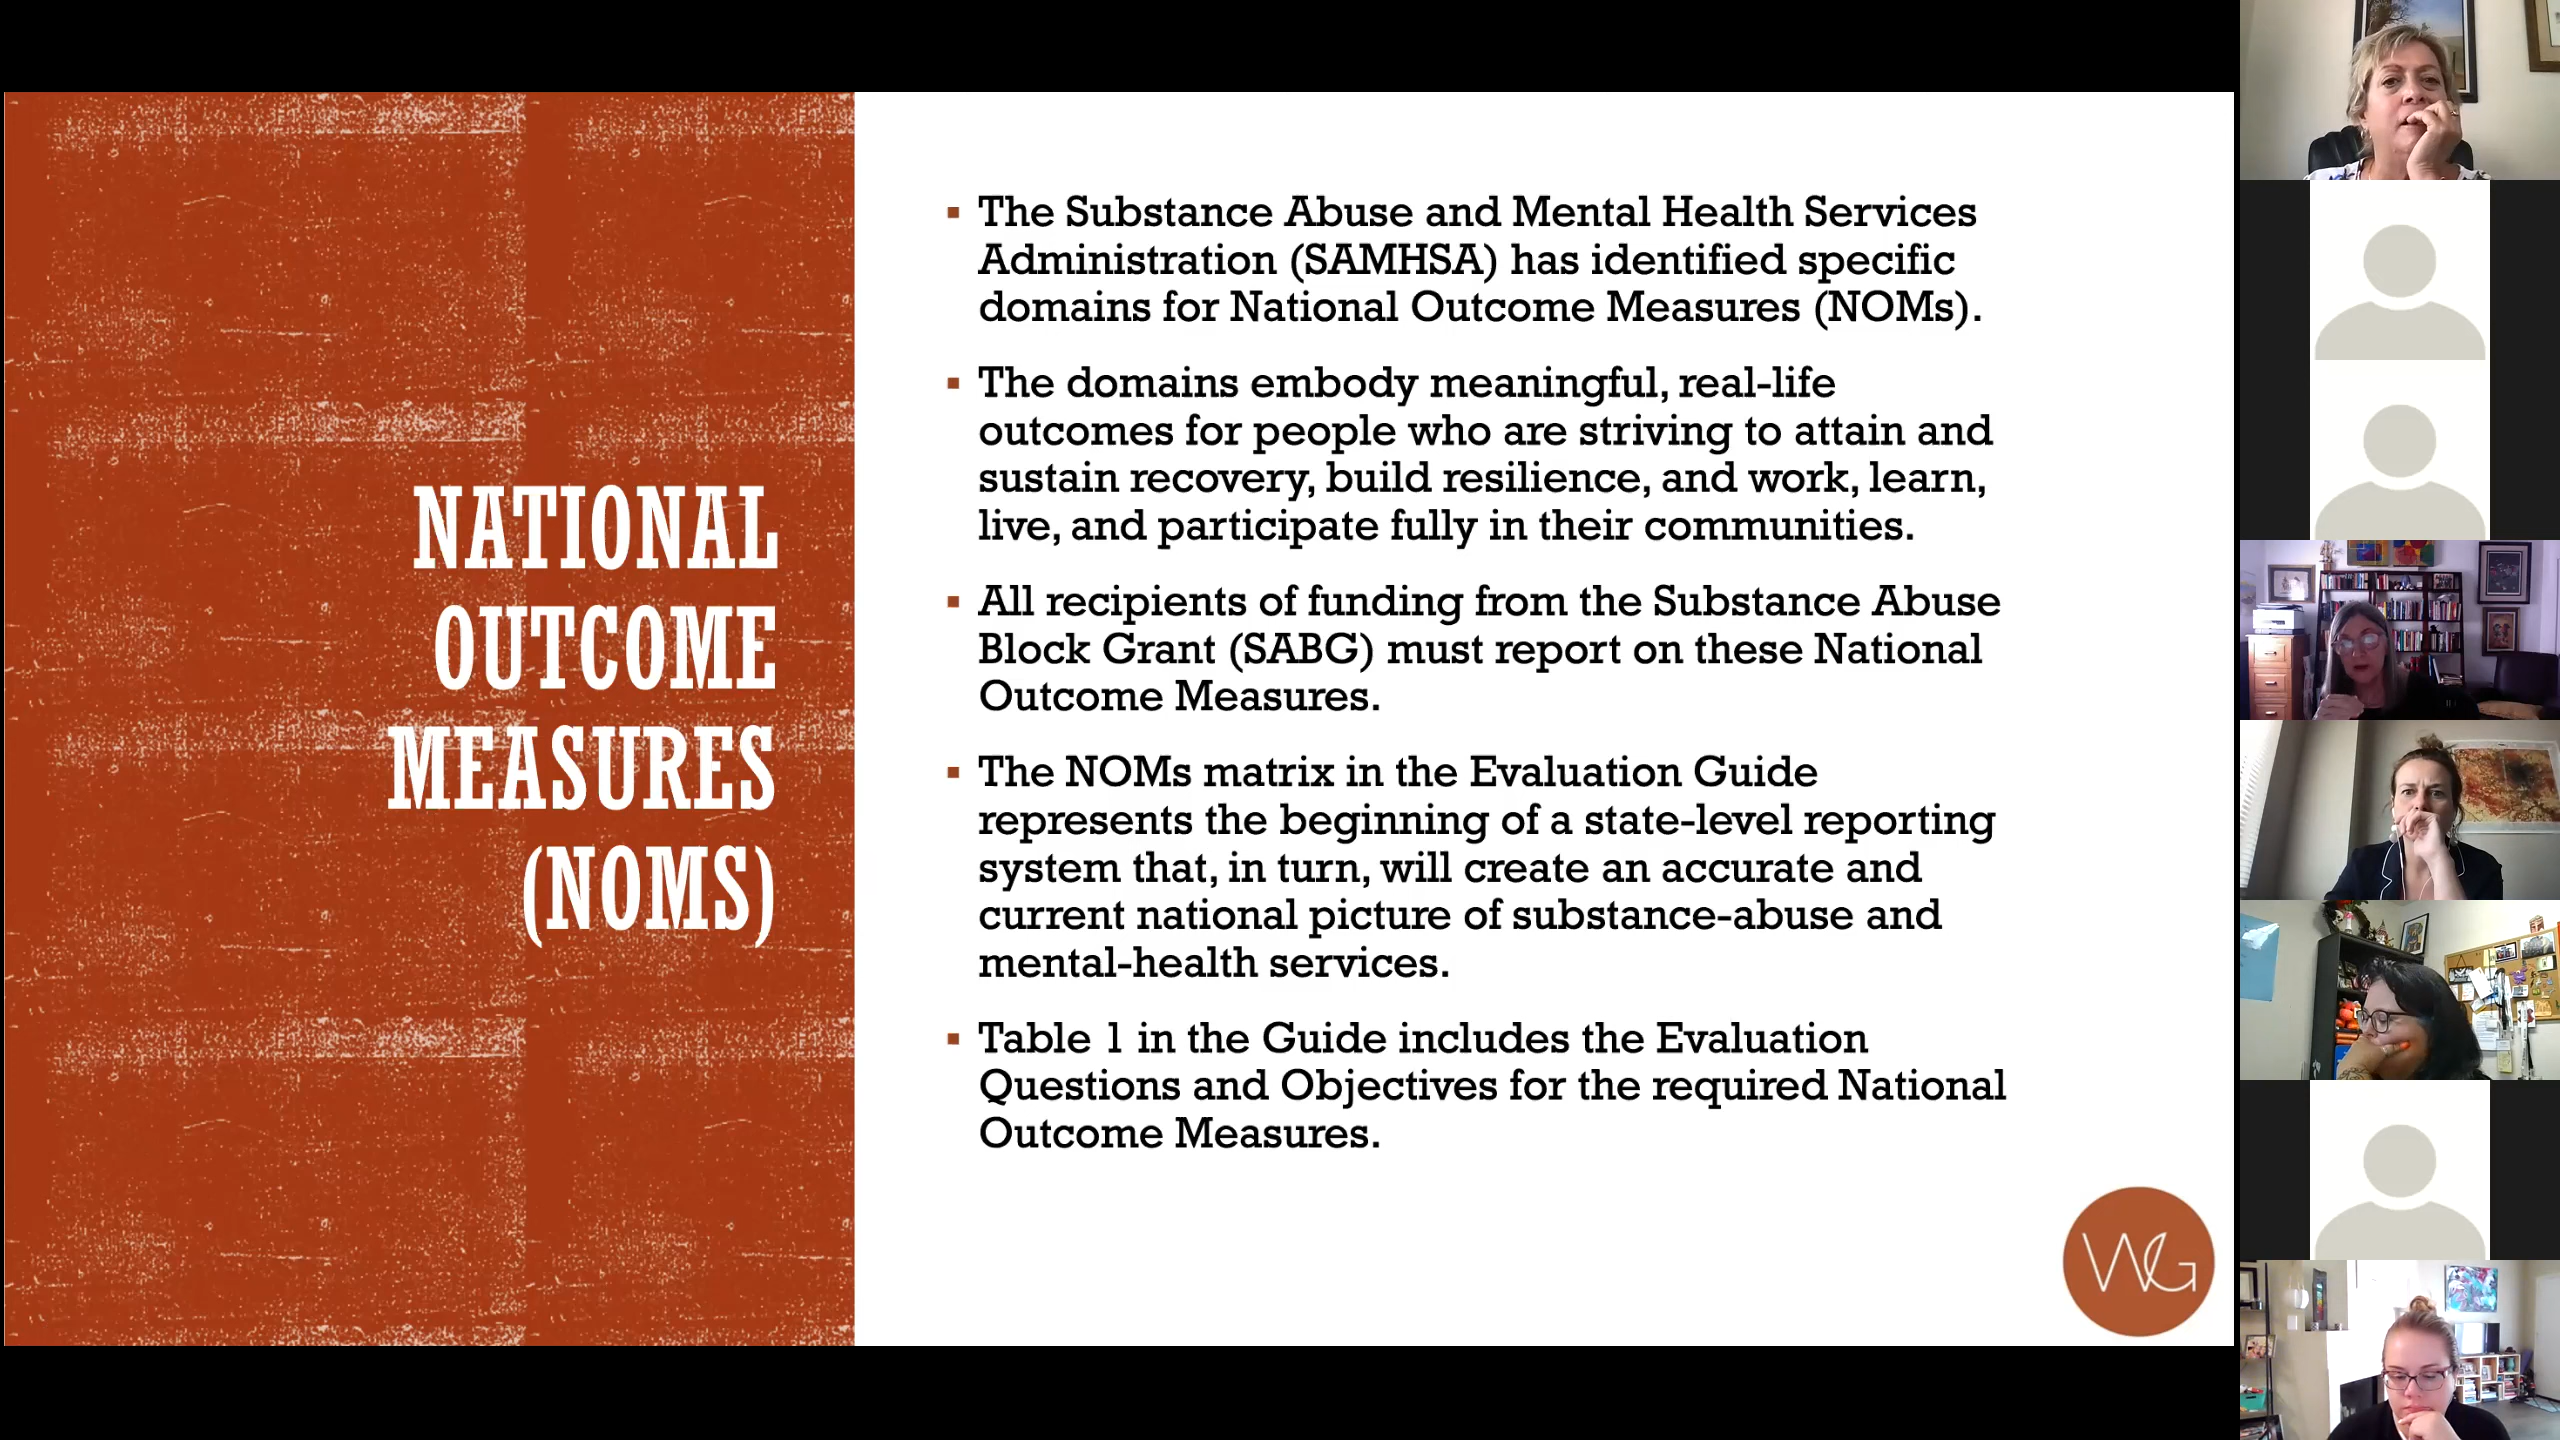 NATIONAL
OUTCOME
MEASURES
(NOMS)
The Substance Abuse and Mental Health Services
Administration (SAMHSA) has identified specific
domains for National Outcome Measures (NOMs).
The domains embody meaningful, real-life
outcomes for people who are striving to attain and
sustain recovery, build resilience, and work, learn,
live, and participate fully in their communities.
All recipients of funding from the Substance Abuse
Block Grant (SABG) must report on these National
Outcome Measures.
The NOMs matrix in the Evaluation Guide
represents the beginning of a state-level reporting
system that, in turn, will create an accurate and
current national picture of substance-abuse and
mental-health services.
Table 1 in the Guide includes the Evaluation
Questions and Objectives for the required National
Outcome Measures.
WG